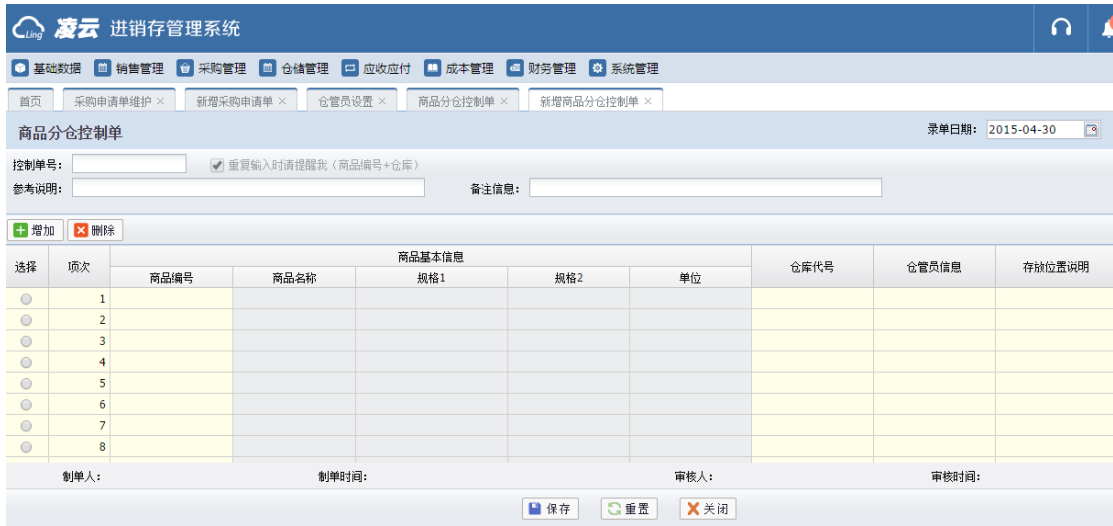 Ling 凌云 进销存管理系统
基础数据 销售管理 采购管理 仓储管理 应收应付 成本管理 财务管理 系统管理
首页 采购申请单维护 × 新增采购申请单 × 仓管员设置 × 商品分仓控制单 × 新增商品分仓控制单 ×
商品分仓控制单 录单日期: 2015-04-30
控制单号: 重复输入时请提醒我（商品编号+仓库）
参考说明: 备注信息:
增加 删除
选择 项次 商品基本信息 仓库代号 仓管员信息 存放位置说明
商品编号 商品名称 规格1 规格2 单位
1
2
3
4
5
6
7
8
制单人: 制单时间: 审核人: 审核时间:
保存 重置 关闭